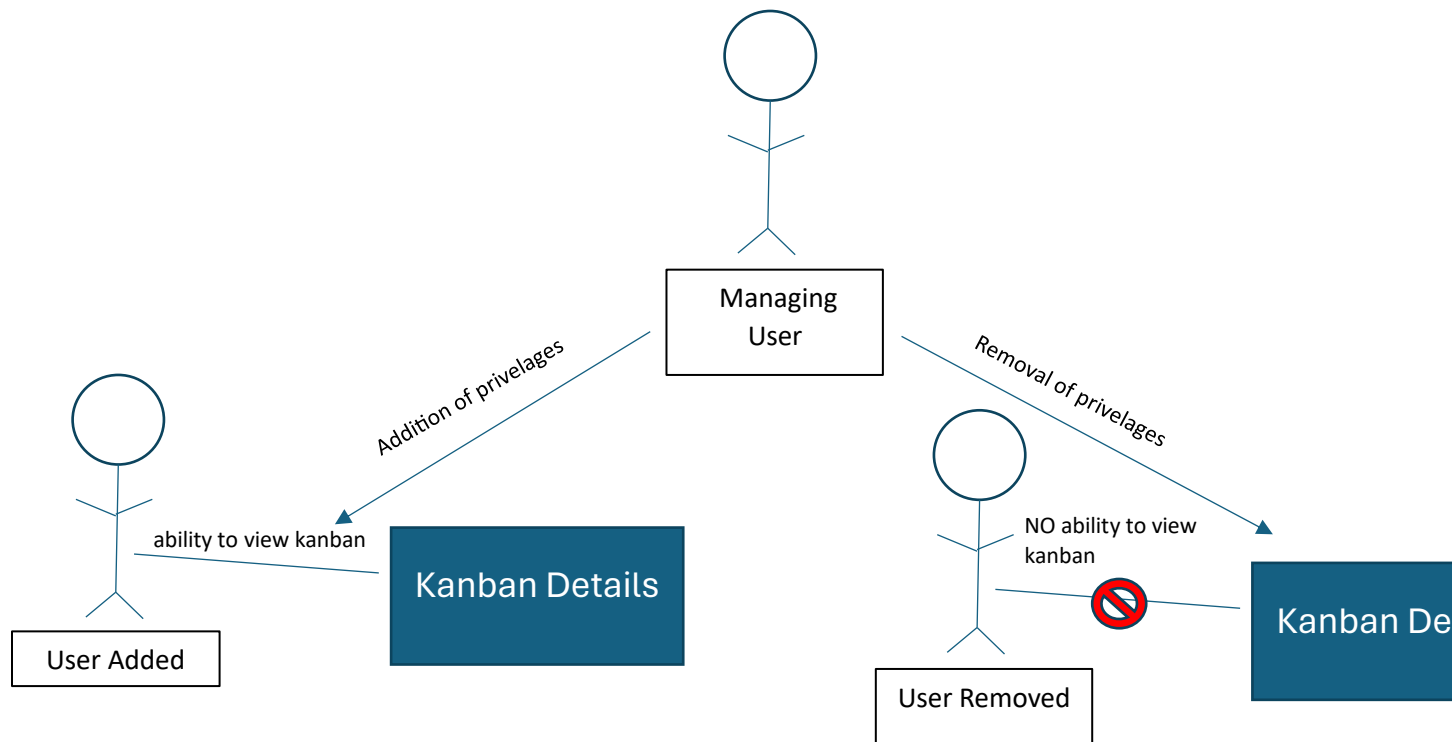 Managing
User
Addition of privelages
Removal of privelages
ability to view kanban
Kanban Details
User Added
NO ability to view
kanban
Kanban De
User Removed